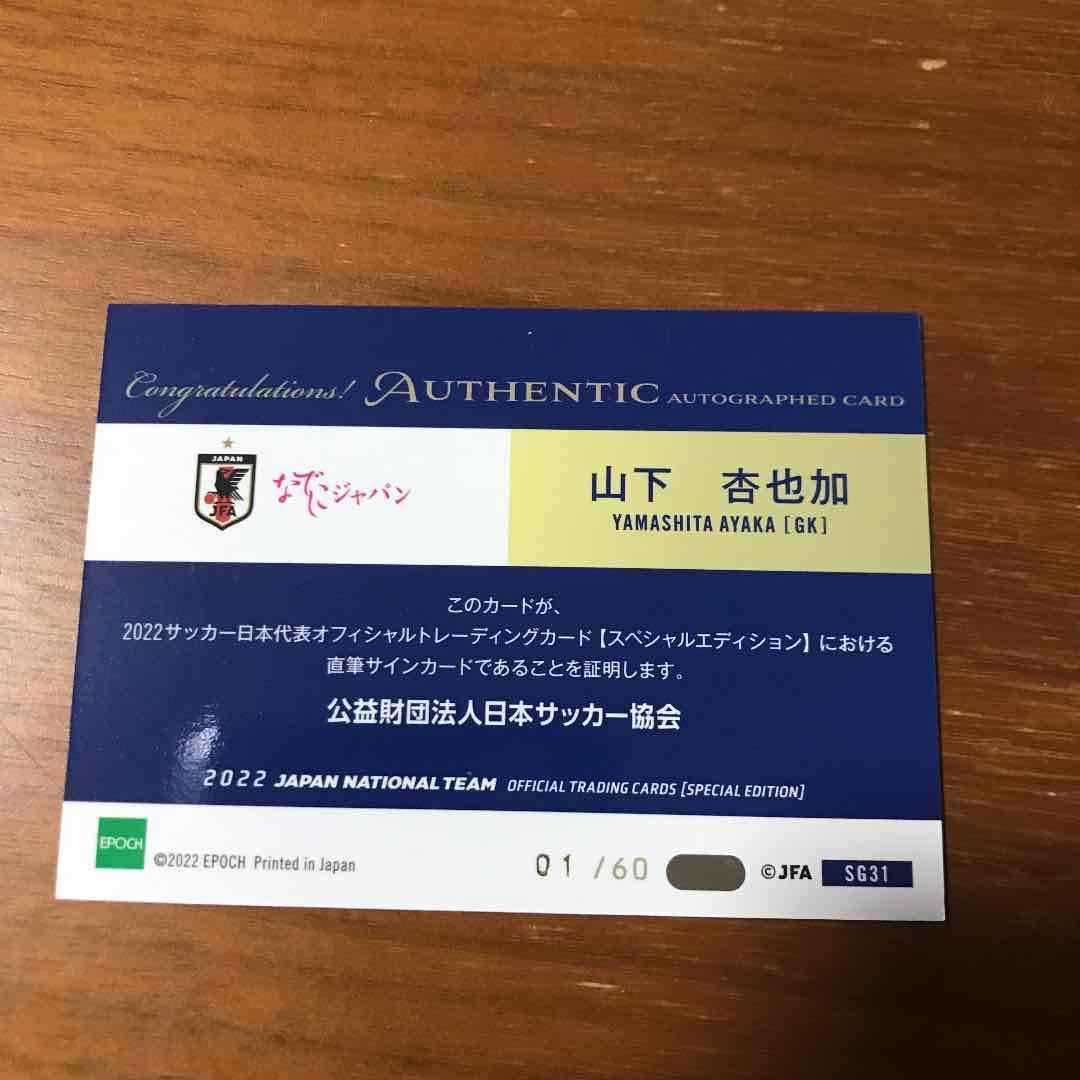 Congratulations! AUTHENTIC AUTOGRAPHED CARD
JAPAN
JFA
なでしこジャパン
山下 杏也加
YAMASHITA AYAKA [GK]
このカードが、
2022サッカー日本代表オフィシャルトレーディングカード【スペシャルエディション】における
直筆サインカードであることを証明します。
公益財団法人日本サッカー協会
2022 JAPAN NATIONAL TEAM OFFICIAL TRADING CARDS [SPECIAL EDITION]
EPOCH ©2022 EPOCH Printed in Japan 01 /60 ©JFA SG31